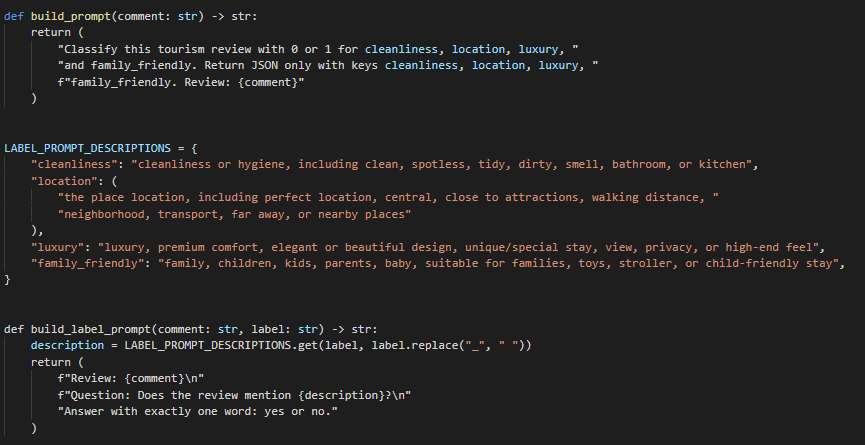 def build_prompt(comment: str) -> str:
    return (
        "Classify this tourism review with 0 or 1 for cleanliness, location, luxury, "
        "and family_friendly. Return JSON only with keys cleanliness, location, luxury, "
        f"family_friendly. Review: {comment}"
    )
LABEL_PROMPT_DESCRIPTIONS = {
    "cleanliness": "cleanliness or hygiene, including clean, spotless, tidy, dirty, smell, bathroom, or kitchen",
    "location": (
        "the place location, including perfect location, central, close to attractions, walking distance, "
        "neighborhood, transport, far away, or nearby places"
    ),
    "luxury": "luxury, premium comfort, elegant or beautiful design, unique/special stay, view, privacy, or high-end feel",
    "family_friendly": "family, children, kids, parents, baby, suitable for families, toys, stroller, or child-friendly stay",
}
def build_label_prompt(comment: str, label: str) -> str:
    description = LABEL_PROMPT_DESCRIPTIONS.get(label, label.replace("_", " "))
    return (
        f"Review: {comment}\n"
        f"Question: Does the review mention {description}?\n"
        "Answer with exactly one word: yes or no."
    )